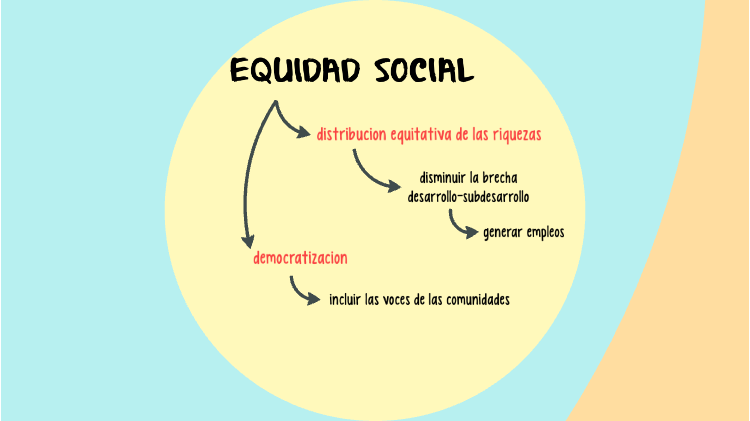 EQUIDAD SOCIAL
distribucion equitativa de las riquezas
disminuir la brecha
desarrollo-subdesarrollo
generar empleos
democratizacion
incluir las voces de las comunidades